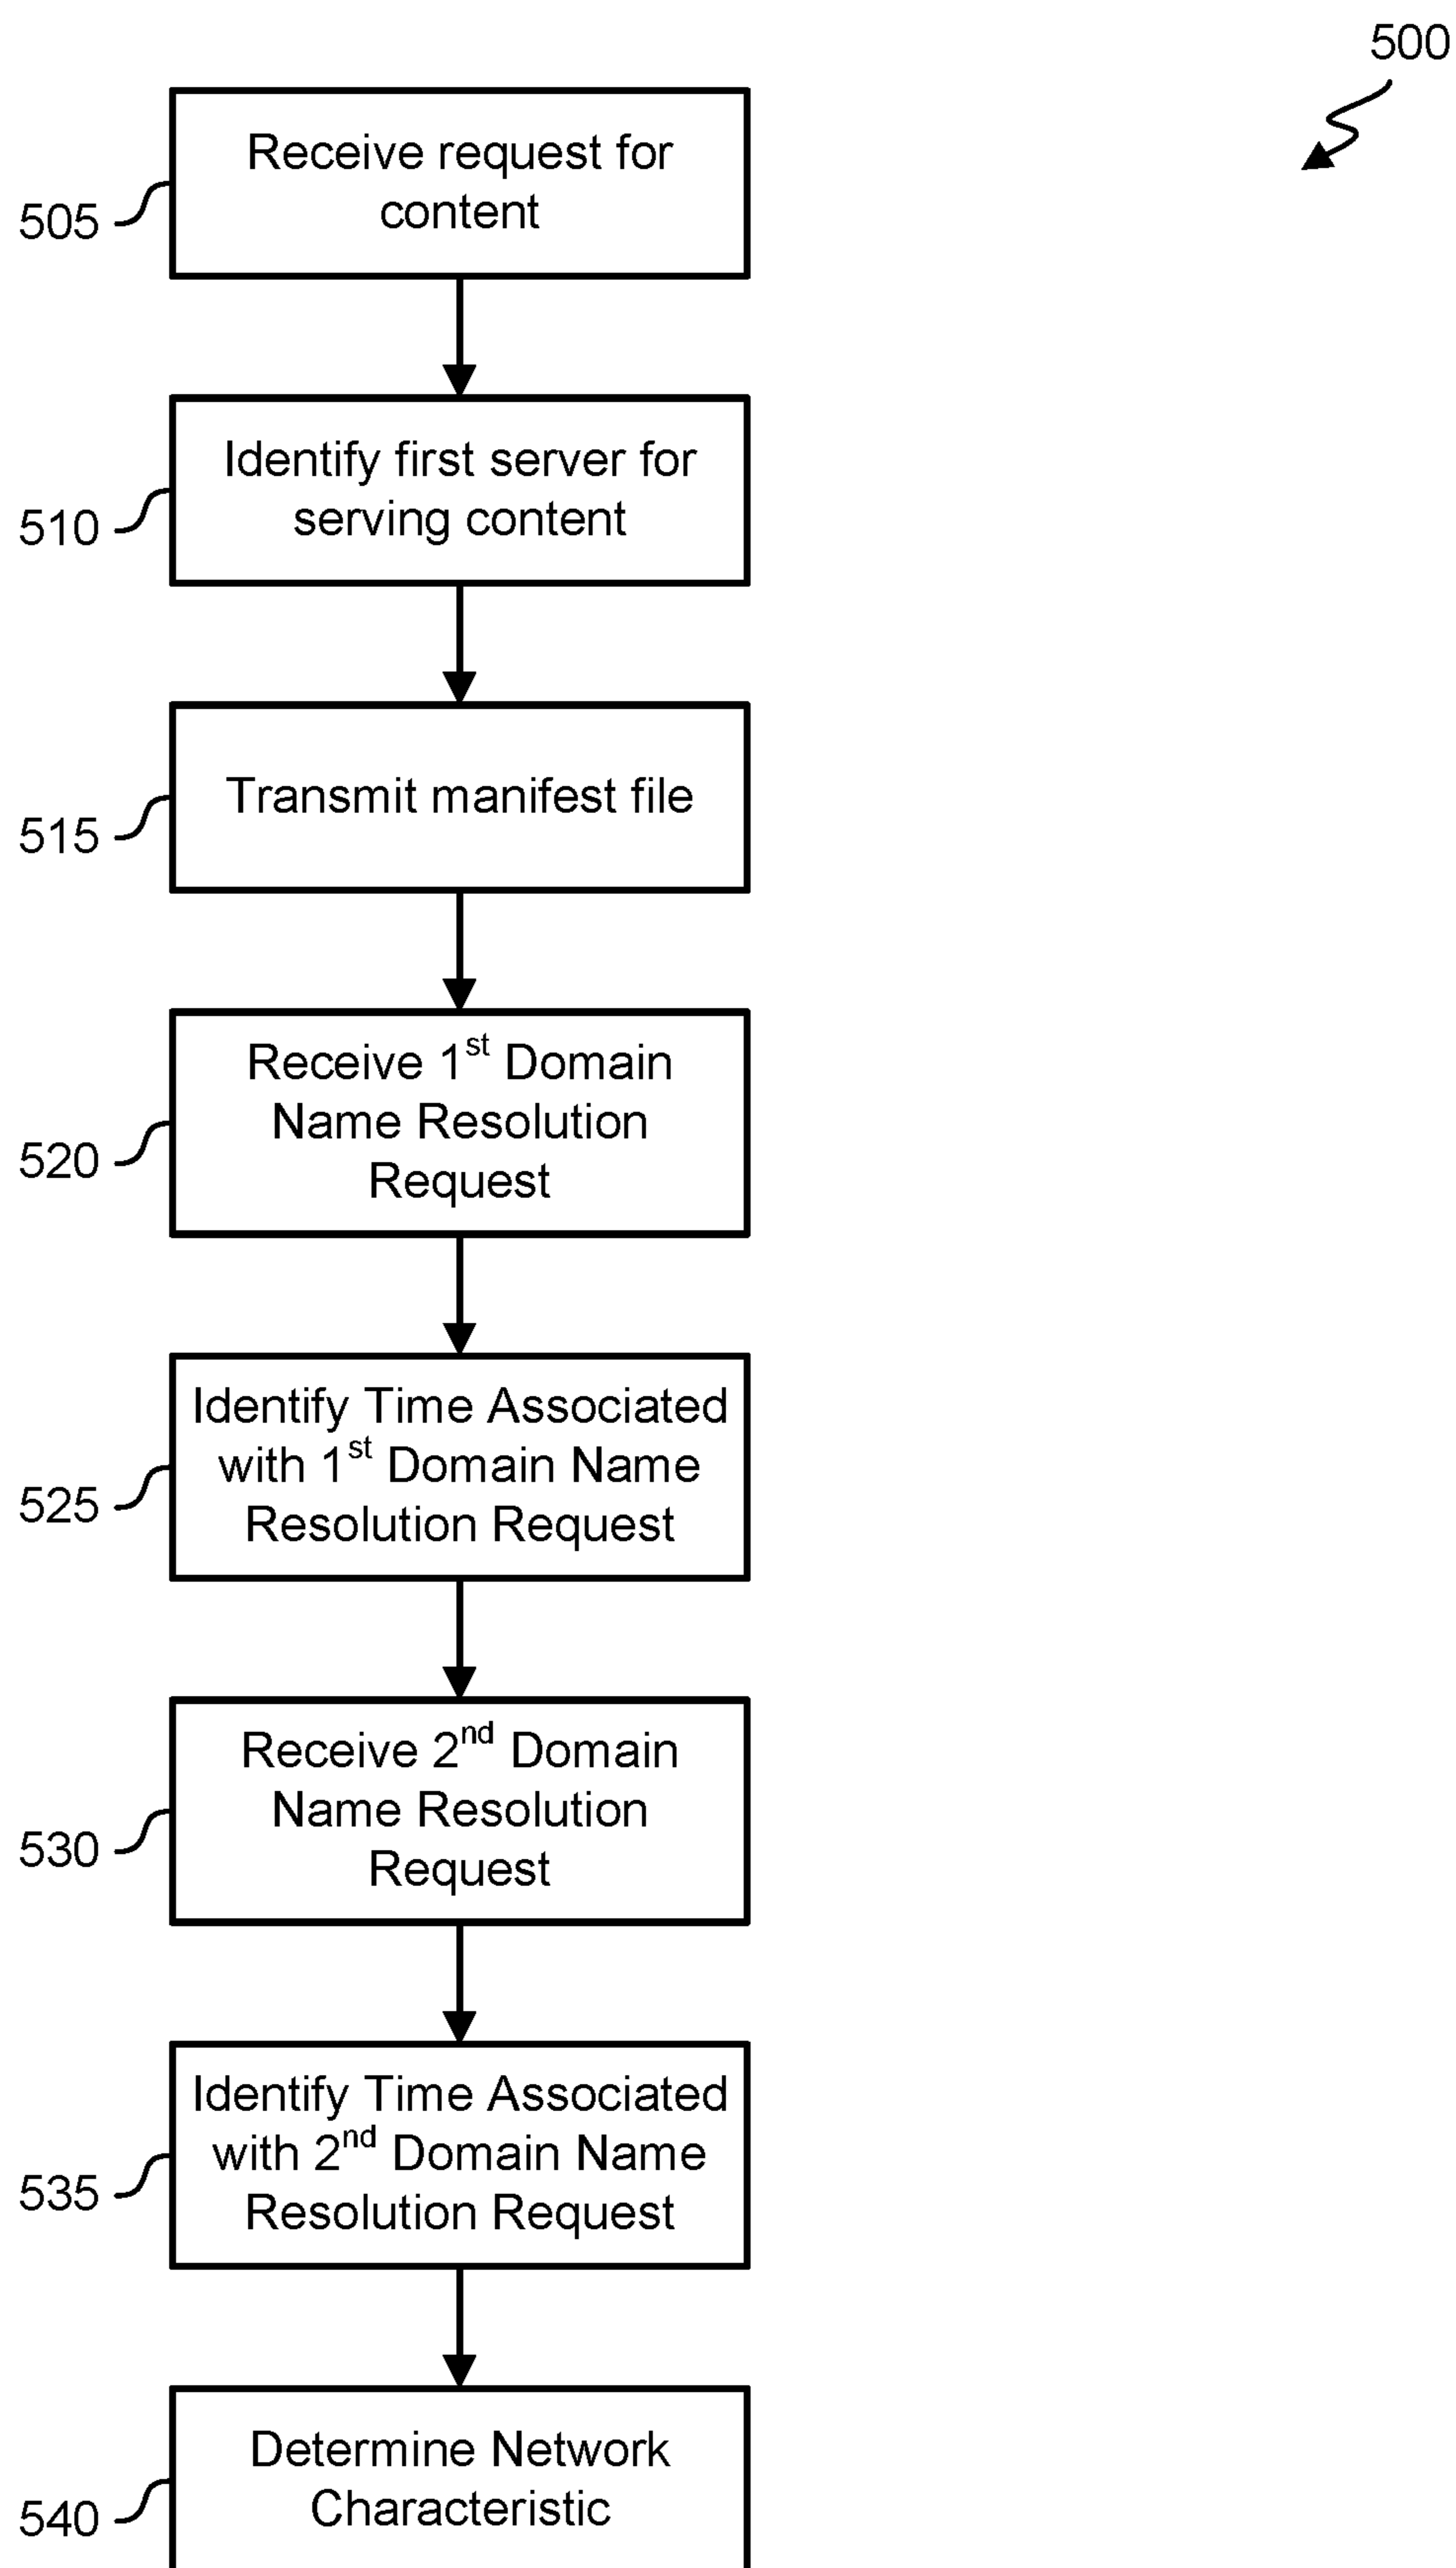 500
Receive request for
content
505
Identify first server for
serving content
510
Transmit manifest file
515
Receive 1st Domain
Name Resolution
Request
520
Identify Time Associated
with 1st Domain Name
Resolution Request
525
Receive 2nd Domain
Name Resolution
Request
530
Identify Time Associated
with 2nd Domain Name
Resolution Request
535
Determine Network
Characteristic
540